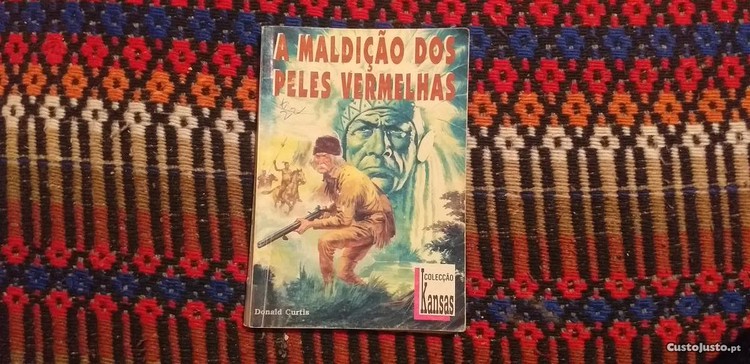 A MALDIÇÃO DOS
PELES VERMELHAS
COLECÇÃO
Kansas
Donald Curtis
CustoJusto.pt